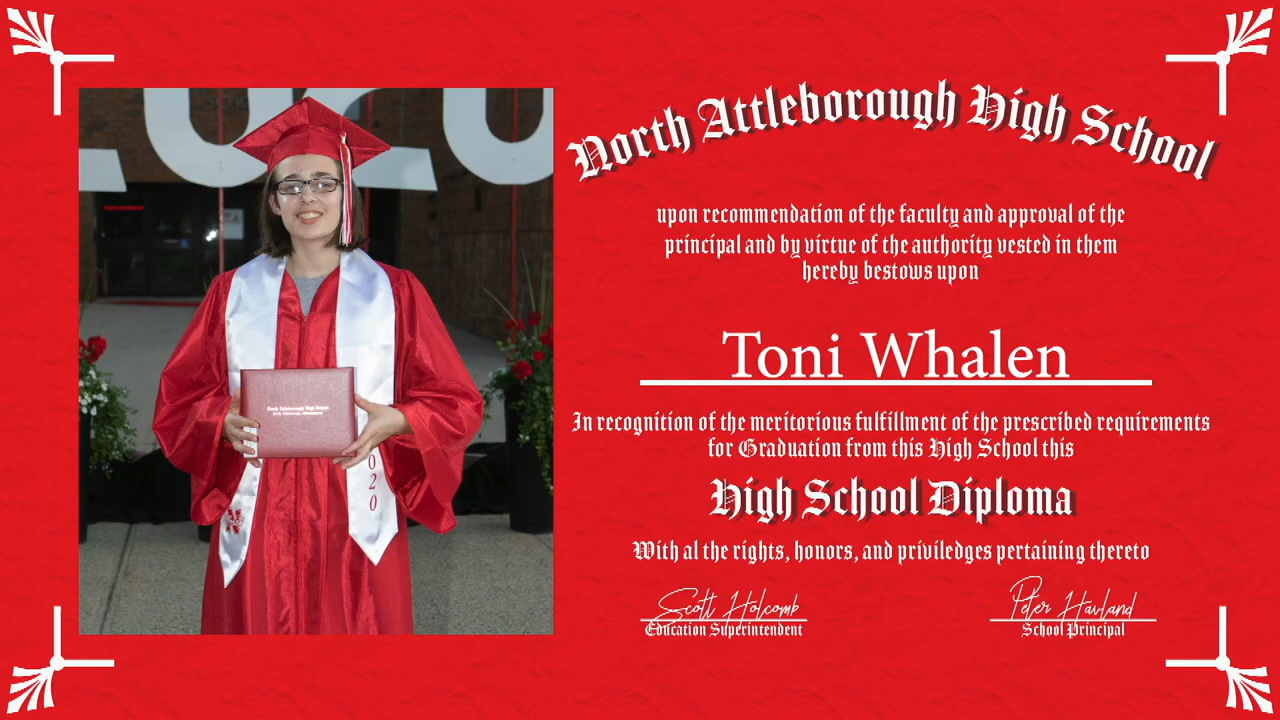 2020
020
North Attleborough High School
upon recommendation of the faculty and approval of the
principal and by virtue of the authority vested in them
hereby bestows upon
Toni Whalen
In recognition of the meritorious fulfillment of the prescribed requirements
for Graduation from this High School this
High School Diploma
With al the rights, honors, and priviledges pertaining thereto
Scott Holcomb
Education Superintendent
Peter Haviand
School Principal